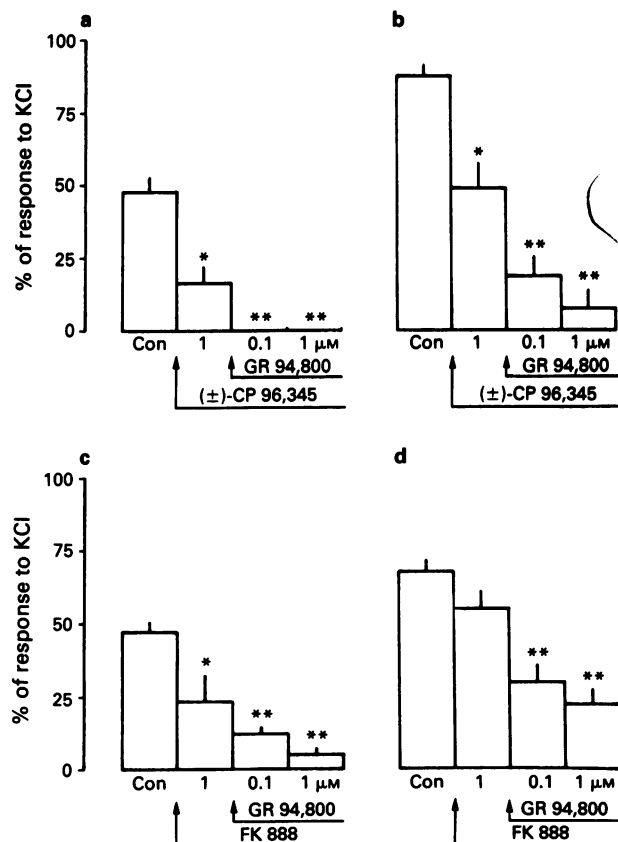 a
b
% of response to KCl
100
75
50
25
0
*
**
**
*
**
**
Con
1
0.1
1 μM
Con
1
0.1
1 μM
GR 94,800
GR 94,800
(±)-CP 96,345
(±)-CP 96,345
c
d
% of response to KCl
100
75
50
25
0
*
**
**
**
**
Con
1
0.1
1 μM
Con
1
0.1
1 μM
GR 94,800
GR 94,800
FK 888
FK 888